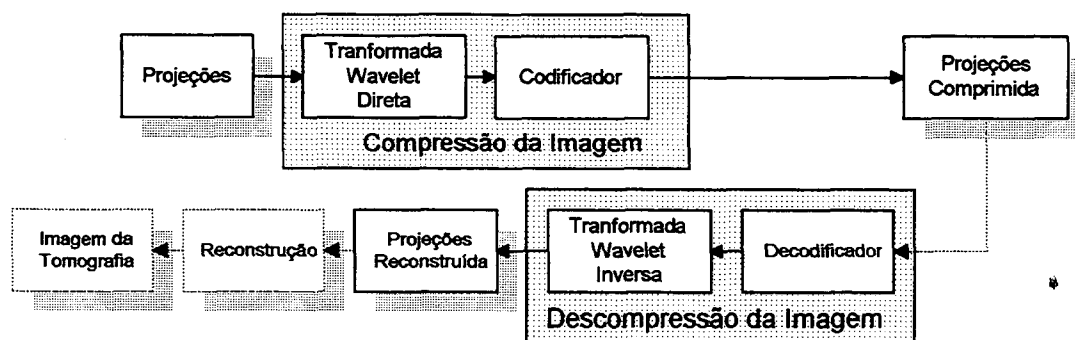 Projeções
Tranformada
Wavelet
Direta
Codificador
Compressão da Imagem
Projeções
Comprimida
Imagem da
Tomografia
Reconstrução
Projeções
Reconstruída
Tranformada
Wavelet
Inversa
Decodificador
Descompressão da Imagem